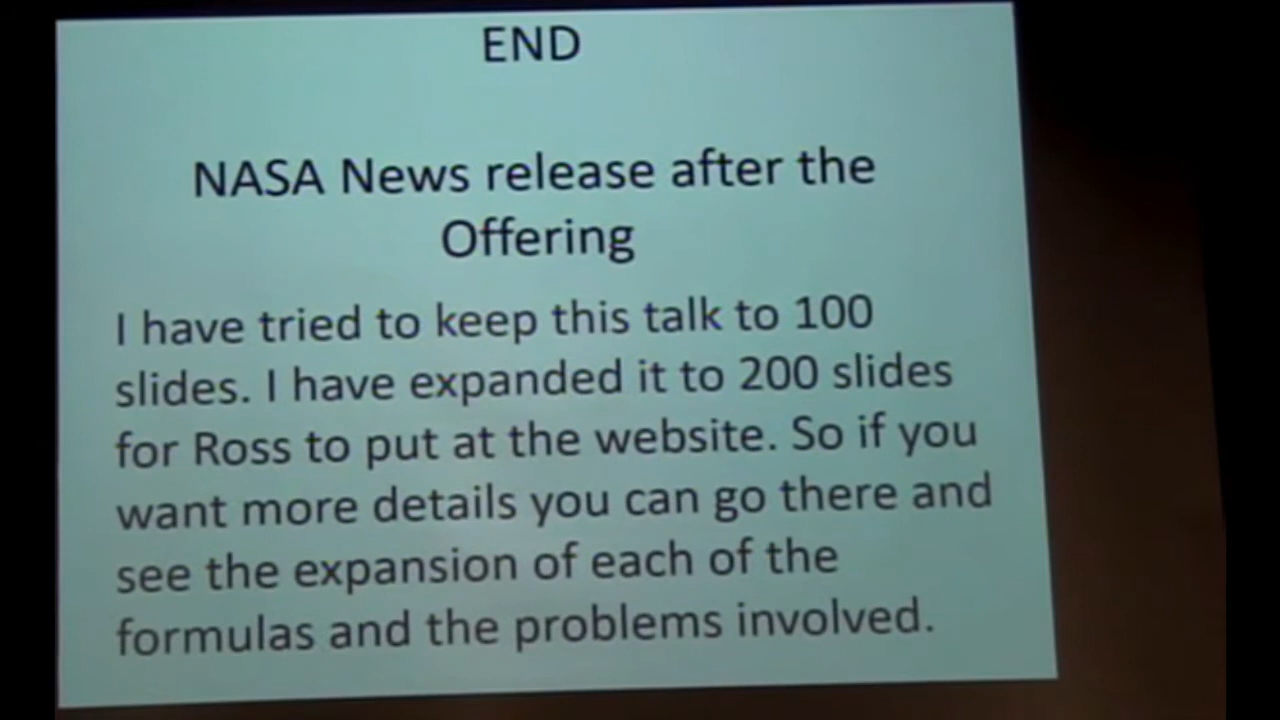 END
NASA News release after the
Offering
I have tried to keep this talk to 100
slides. I have expanded it to 200 slides
for Ross to put at the website. So if you
want more details you can go there and
see the expansion of each of the
formulas and the problems involved.